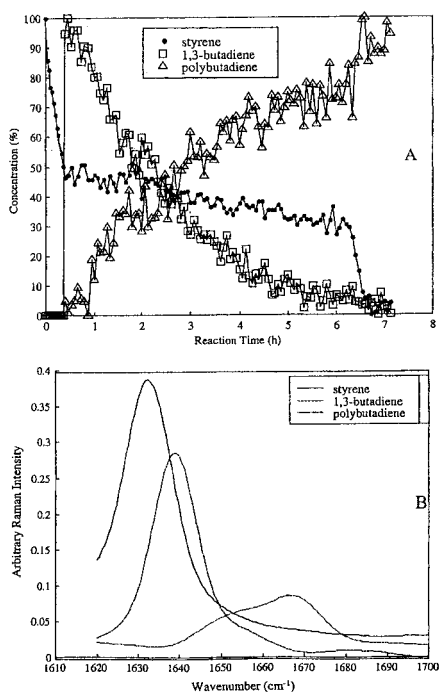 styrene
1,3-butadiene
polybutadiene
A
Concentration (%)
100
90
80
70
60
50
40
30
20
10
0
0 1 2 3 4 5 6 7 8
Reaction Time (h)
styrene
1,3-butadiene
polybutadiene
B
Arbitrary Raman Intensity
0.4
0.35
0.3
0.25
0.2
0.15
0.1
0.05
0
1610 1620 1630 1640 1650 1660 1670 1680 1690 1700
Wavenumber (cm⁻¹)